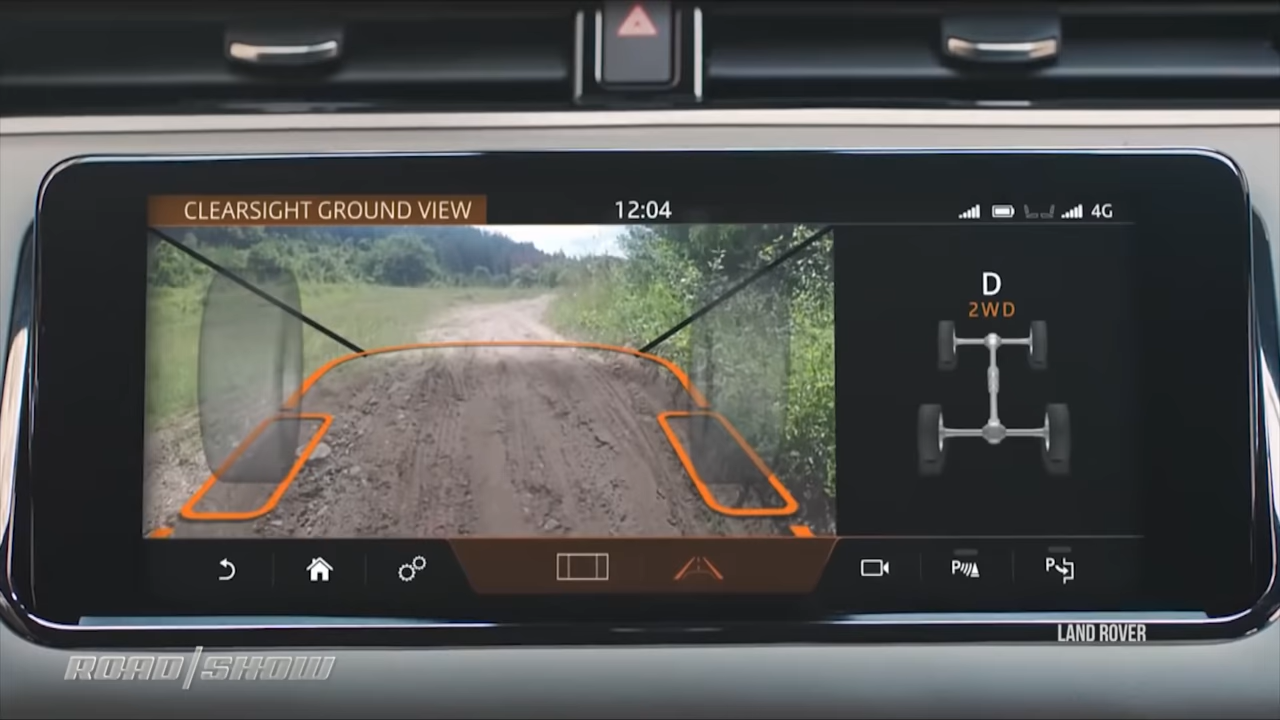 CLEARSIGHT GROUND VIEW
12:04
4G
D
2WD
P
P
LAND ROVER
ROAD/SHOW